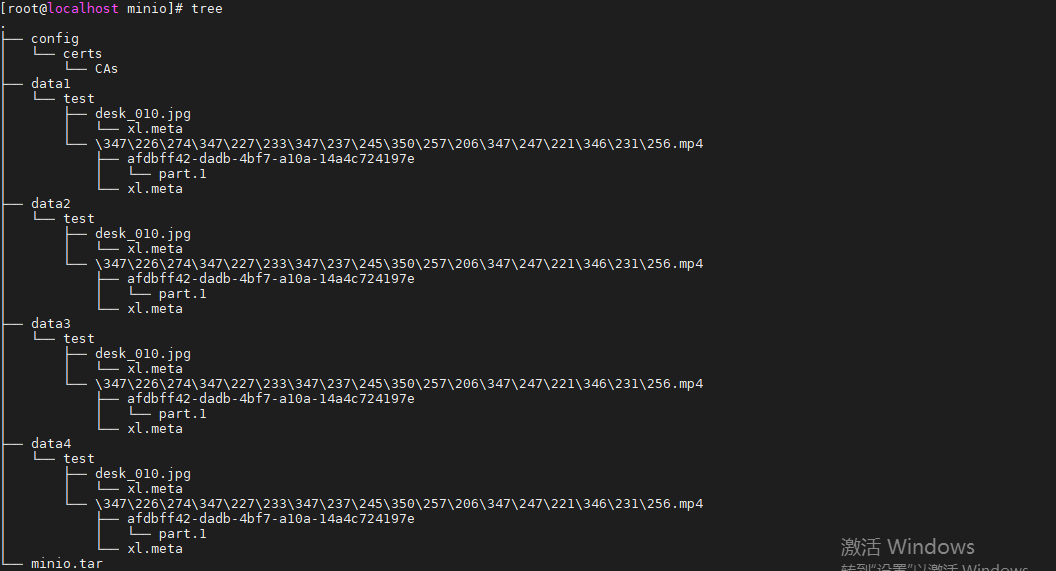 [root@localhost minio]# tree
.
├── config
│   └── certs
│       └── CAs
├── data1
│   └── test
│       ├── desk_010.jpg
│       │   └── xl.meta
│       └── \347\226\274\347\227\233\347\237\245\350\257\206\347\247\221\346\231\256.mp4
│           ├── afdbff42-dadb-4bf7-a10a-14a4c724197e
│           │   └── part.1
│           └── xl.meta
├── data2
│   └── test
│       ├── desk_010.jpg
│       │   └── xl.meta
│       └── \347\226\274\347\227\233\347\237\245\350\257\206\347\247\221\346\231\256.mp4
│           ├── afdbff42-dadb-4bf7-a10a-14a4c724197e
│           │   └── part.1
│           └── xl.meta
├── data3
│   └── test
│       ├── desk_010.jpg
│       │   └── xl.meta
│       └── \347\226\274\347\227\233\347\237\245\350\257\206\347\247\221\346\231\256.mp4
│           ├── afdbff42-dadb-4bf7-a10a-14a4c724197e
│           │   └── part.1
│           └── xl.meta
├── data4
│   └── test
│       ├── desk_010.jpg
│       │   └── xl.meta
│       └── \347\226\274\347\227\233\347\237\245\350\257\206\347\247\221\346\231\256.mp4
│           ├── afdbff42-dadb-4bf7-a10a-14a4c724197e
│           │   └── part.1
│           └── xl.meta
└── minio.tar
激活 Windows
转到"设置"以激活 Windows